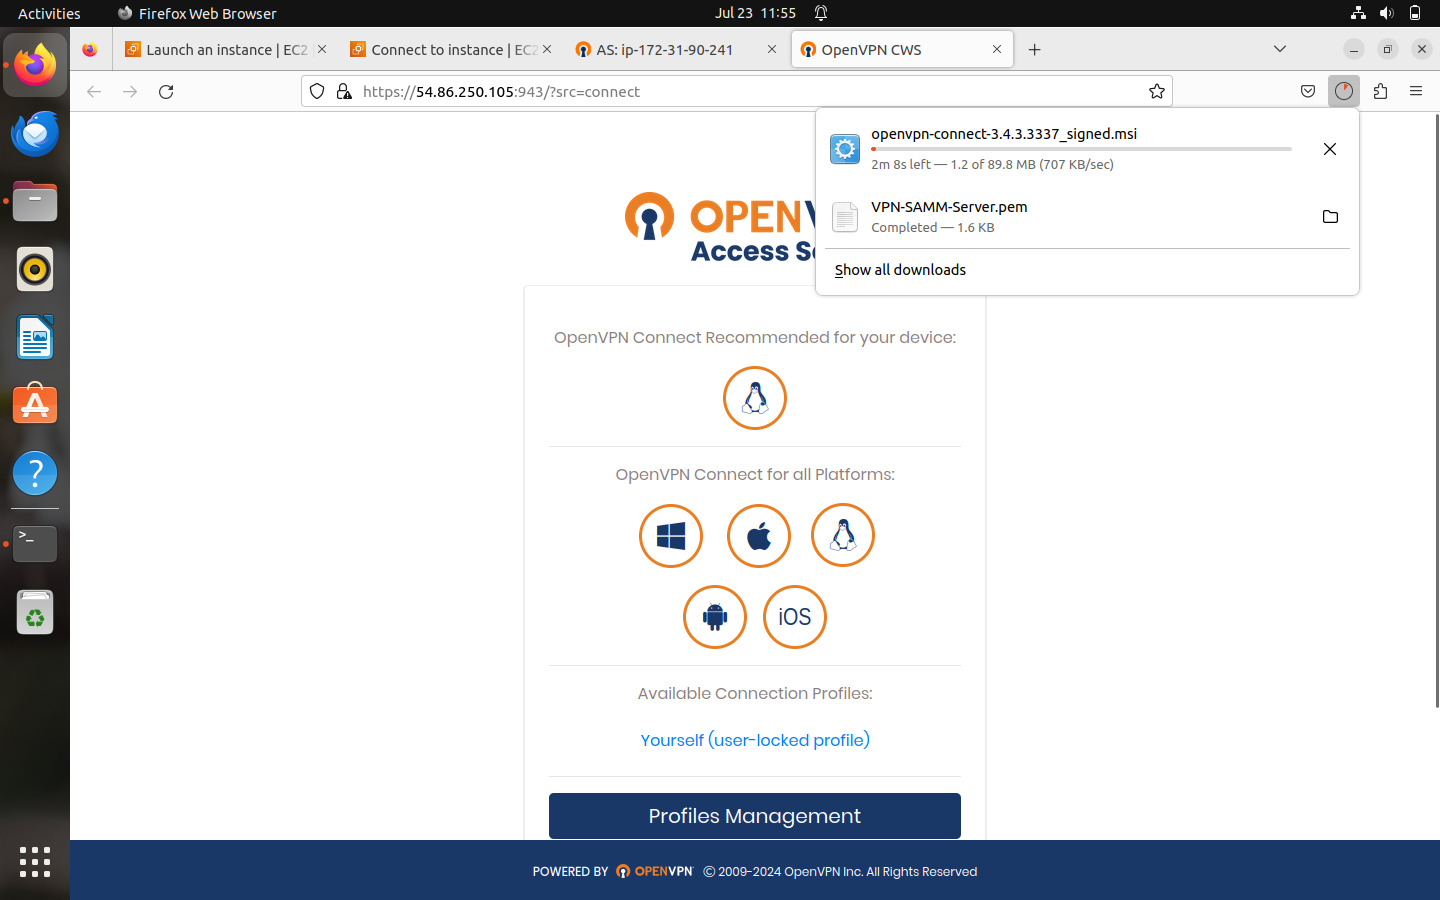 Activities
Firefox Web Browser
Jul 23 11:55
Launch an instance | EC2
Connect to instance | EC2
AS: ip-172-31-90-241
OpenVPN CWS
https://54.86.250.105:943/?src=connect
openvpn-connect-3.4.3.3337_signed.msi
2m 8s left — 1.2 of 89.8 MB (707 KB/sec)
VPN-SAMM-Server.pem
Completed — 1.6 KB
Show all downloads
OPENV
Access Se
OpenVPN Connect Recommended for your device:
OpenVPN Connect for all Platforms:
iOS
Available Connection Profiles:
Yourself (user-locked profile)
Profiles Management
POWERED BY OPENVPN © 2009-2024 OpenVPN Inc. All Rights Reserved